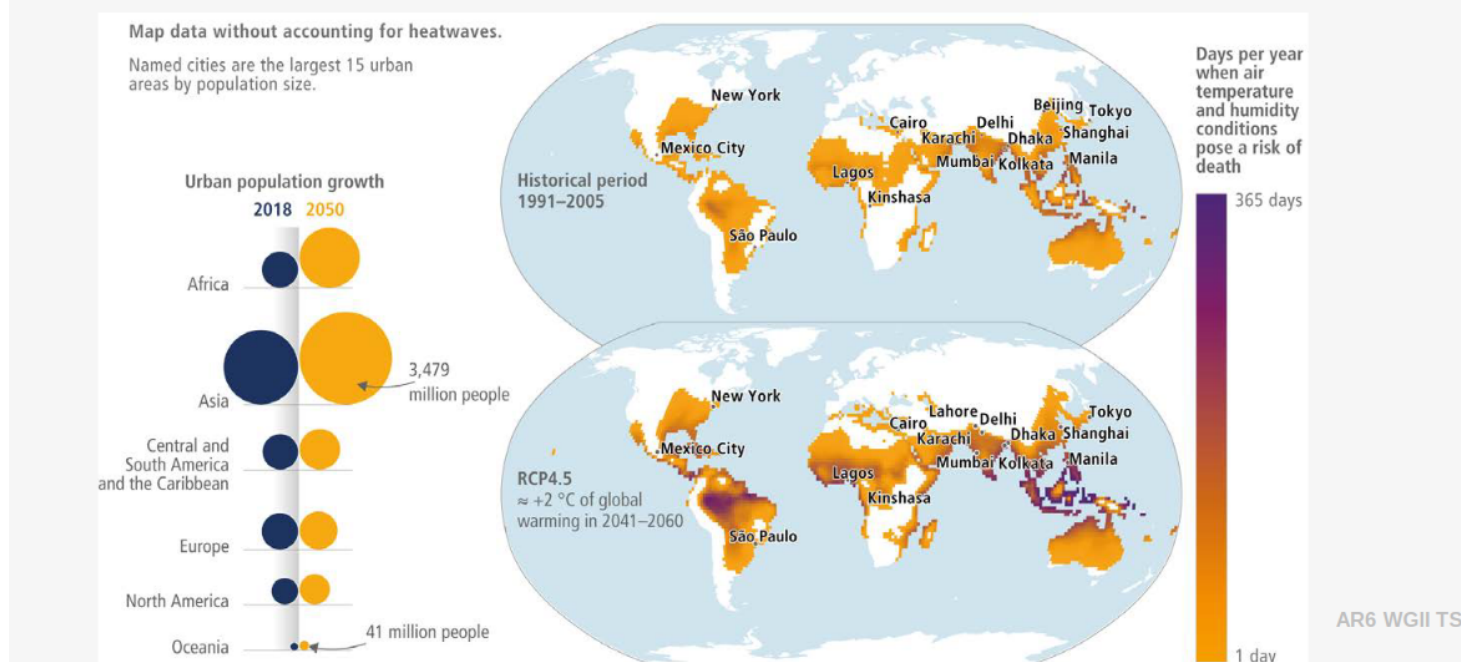 Map data without accounting for heatwaves.
Named cities are the largest 15 urban
areas by population size.
Urban population growth
2018 2050
Africa
Asia
3,479
million people
Central and
South America
and the Caribbean
Europe
North America
Oceania
41 million people
Historical period
1991–2005
New York
Mexico City
São Paulo
Lagos
Cairo
Kinshasa
Karachi
Delhi
Mumbai
Dhaka
Kolkata
Beijing
Tokyo
Shanghai
Manila
RCP4.5
≈ +2 °C of global
warming in 2041–2060
New York
Mexico City
São Paulo
Lagos
Cairo
Kinshasa
Lahore
Karachi
Delhi
Mumbai
Dhaka
Kolkata
Tokyo
Shanghai
Manila
Days per year
when air
temperature
and humidity
conditions
pose a risk of
death
365 days
1 day
AR6 WGII TS